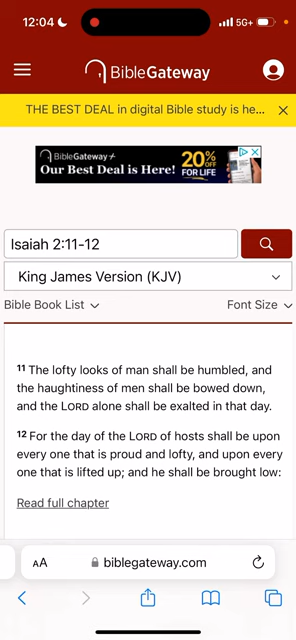 12:04
5G+
BibleGateway
THE BEST DEAL in digital Bible study is he...
BibleGateway+
Our Best Deal is Here!
20% OFF
FOR LIFE
Isaiah 2:11-12
King James Version (KJV)
Bible Book List
Font Size
11 The lofty looks of man shall be humbled, and
the haughtiness of men shall be bowed down,
and the LORD alone shall be exalted in that day.
12 For the day of the LORD of hosts shall be upon
every one that is proud and lofty, and upon every
one that is lifted up; and he shall be brought low:
Read full chapter
AA
biblegateway.com